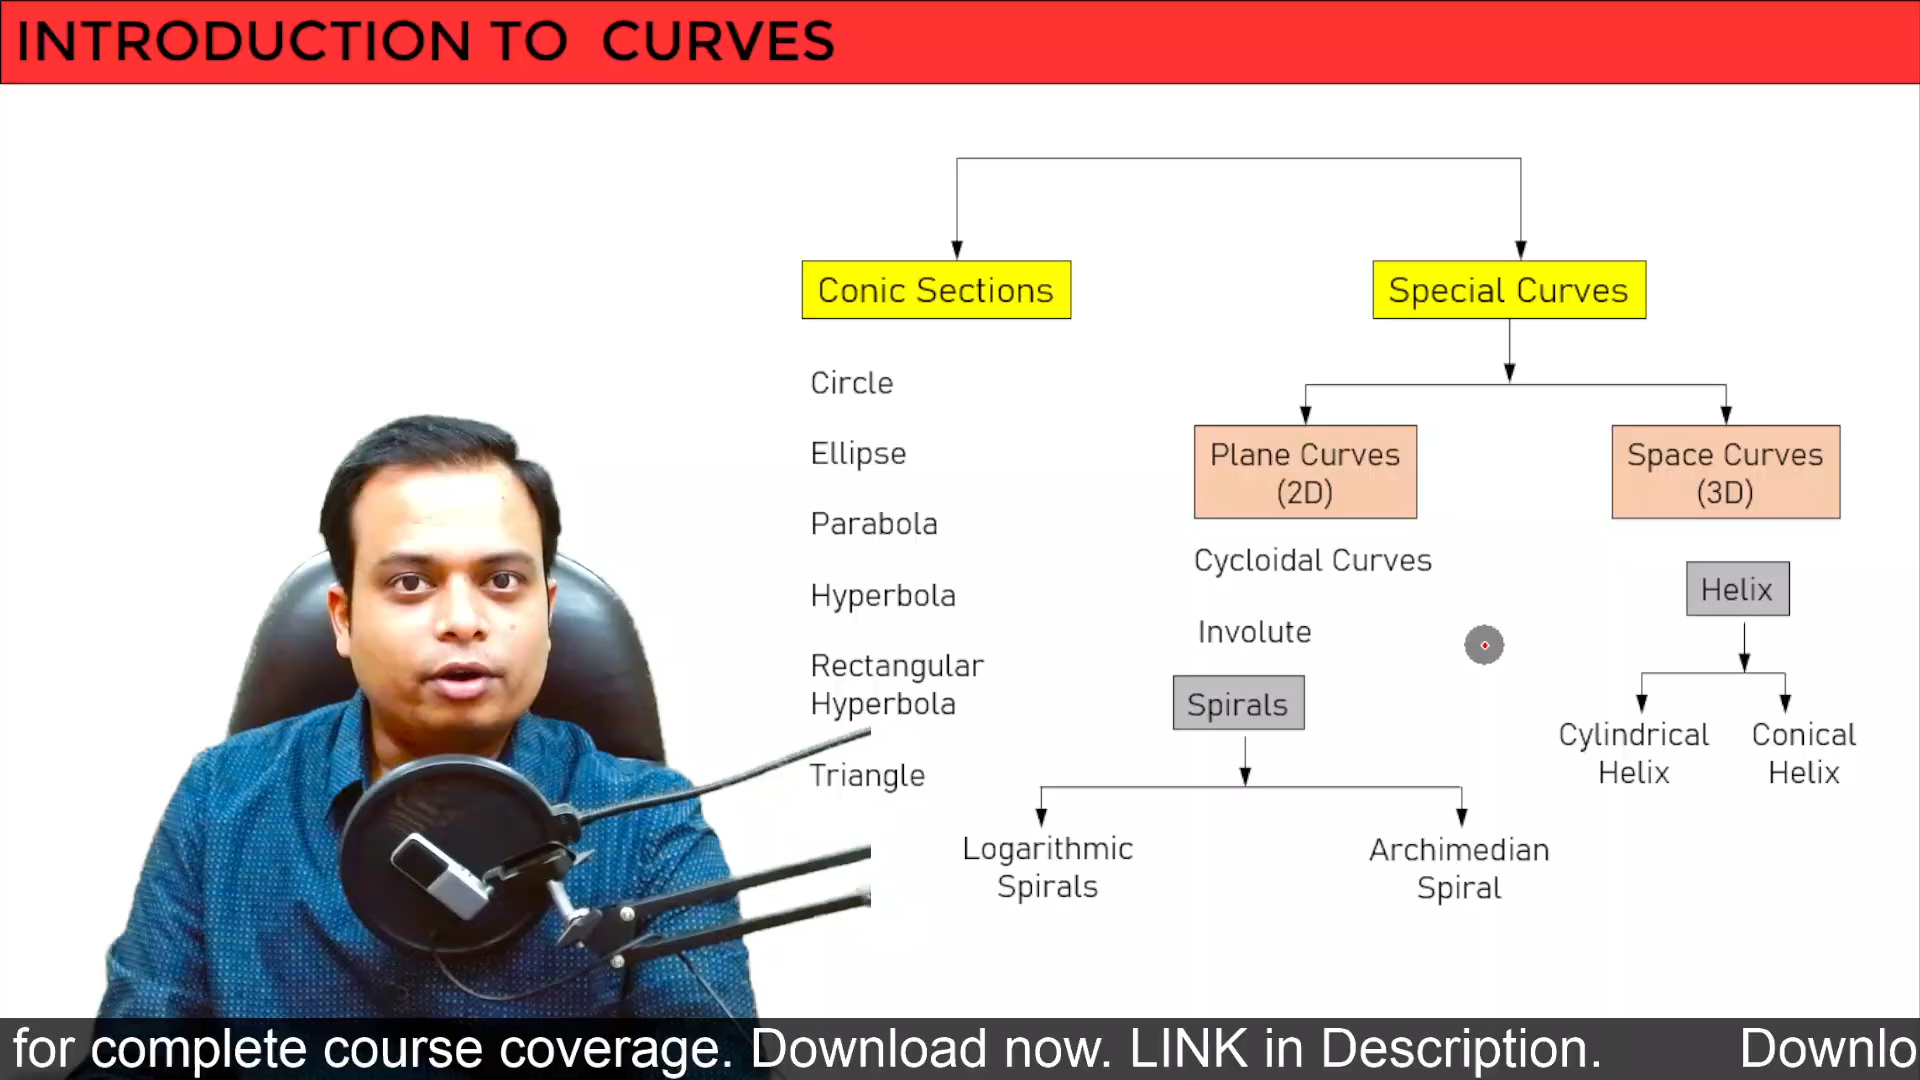 INTRODUCTION TO CURVES
Conic Sections
Circle
Ellipse
Parabola
Hyperbola
Rectangular
Hyperbola
Triangle
Special Curves
Plane Curves
(2D)
Cycloidal Curves
Involute
Spirals
Logarithmic
Spirals
Archimedian
Spiral
Space Curves
(3D)
Helix
Cylindrical
Helix
Conical
Helix
for complete course coverage. Download now. LINK in Description. Downlo